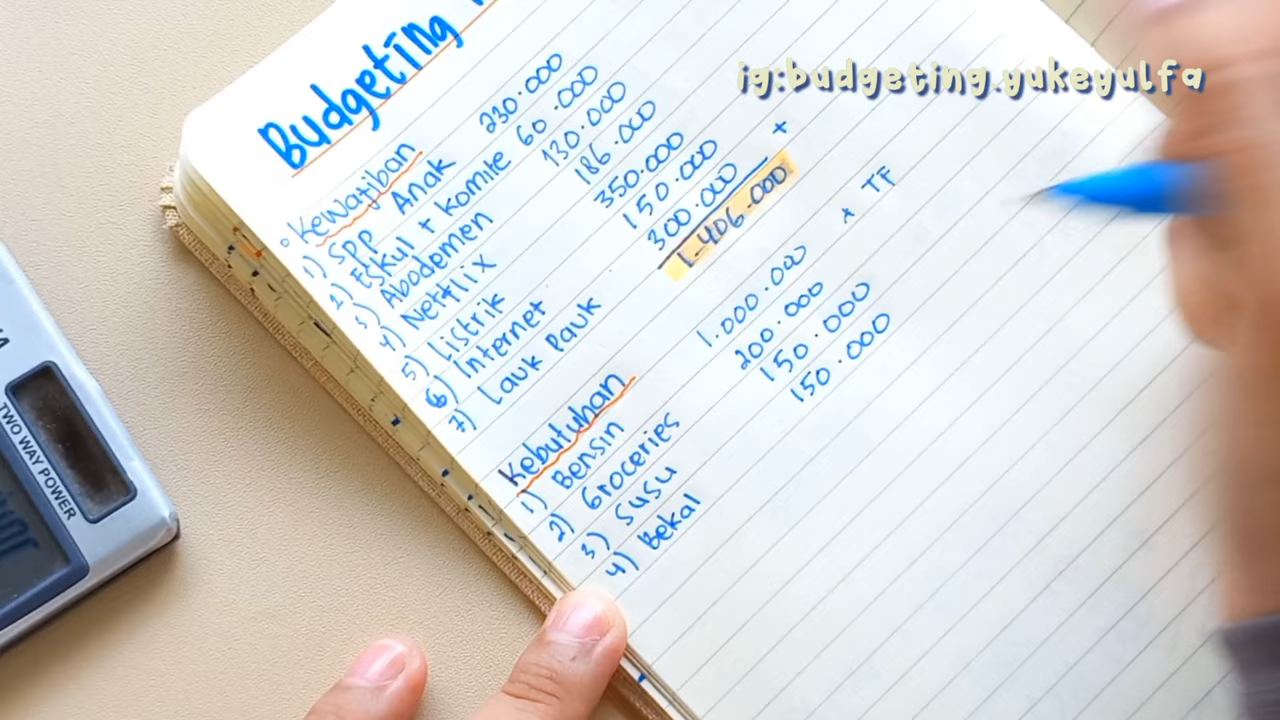 ig:budgeting.yukeyulfa
Budgeting
• Kewajiban
1) SPP Anak 230.000
2) Eskul + komite 60.000
3) Abodemen 130.000
4) Netflix 186.000
5) Listrik 350.000
6) Internet 150.000
7) Lauk Pauk 300.000 +
1.406.000
Kebutuhan
1) Bensin 1.000.000 * TF
2) Groceries 200.000
3) Susu 150.000
4) Bekal 150.000
TWO WAY POWER